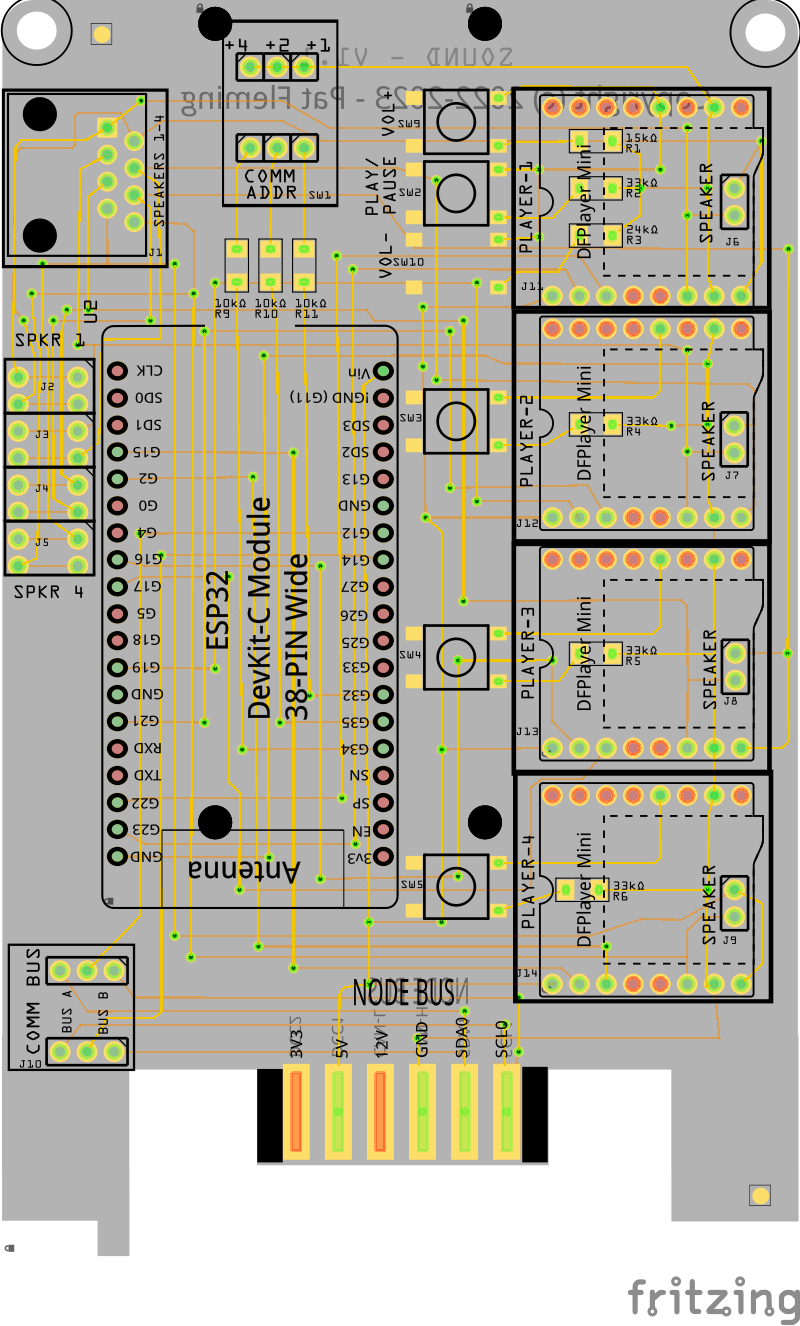 SOUND - V1.
Copyright (c) 2022-2023 - Pat Fleming
+4 +2 +1
COMM
ADDR
SW1
SPEAKERS 1-4
J1
VOL+
SW9
PLAY/
PAUSE
SW2
VOL-
SW10
10kΩ
R9
10kΩ
R10
10kΩ
R11
U2
SPKR 1
J2
J3
J4
J5
SPKR 4
CLK
SD0
SD1
G15
G2
G0
G4
G16
G17
G5
G18
G19
GND
G21
RXD
TXD
G22
G23
GND
Vin
!GND (G11)
SD3
SD2
G13
GND
G12
G14
G27
G26
G25
G33
G32
G35
G34
SN
SP
EN
3v3
ESP32
DevKit-C Module
38-PIN Wide
Antenna
SW3
SW4
SW5
PLAYER-1
DFPlayer Mini
15kΩ
R1
33kΩ
R2
24kΩ
R3
SPEAKER
J6
J11
PLAYER-2
DFPlayer Mini
33kΩ
R4
SPEAKER
J7
J12
PLAYER-3
DFPlayer Mini
33kΩ
R5
SPEAKER
J8
J13
PLAYER-4
DFPlayer Mini
33kΩ
R6
SPEAKER
J9
J14
COMM BUS
BUS A
BUS B
J10
NODE BUS
3V3
5V
12V
GND
SDA0
SCL0
fritzing